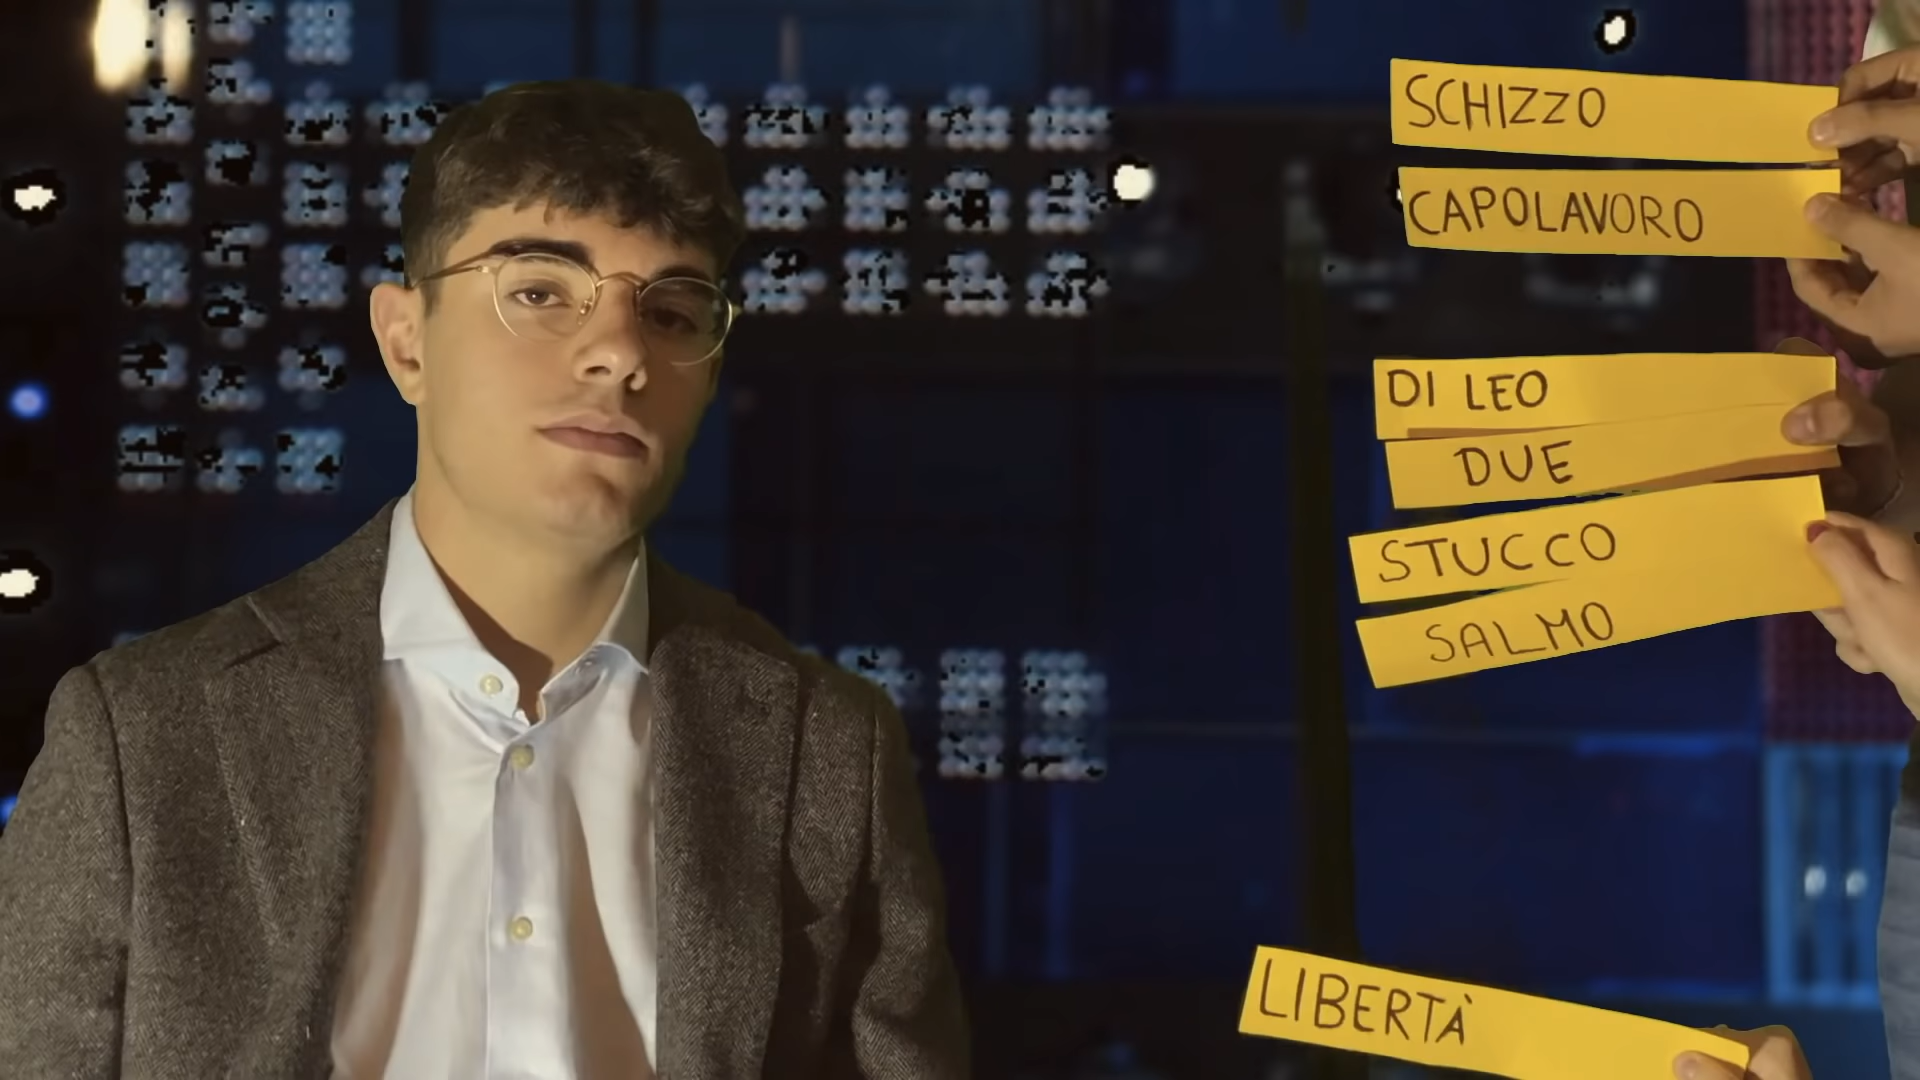 SCHIZZO
CAPOLAVORO
DI LEO
DUE
STUCCO
SALMO
LIBERTÀ